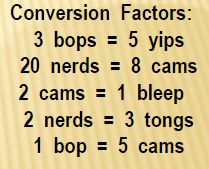 Conversion Factors:
3 bops = 5 yips
20 nerds = 8 cams
2 cams = 1 bleep
2 nerds = 3 tongs
1 bop = 5 cams